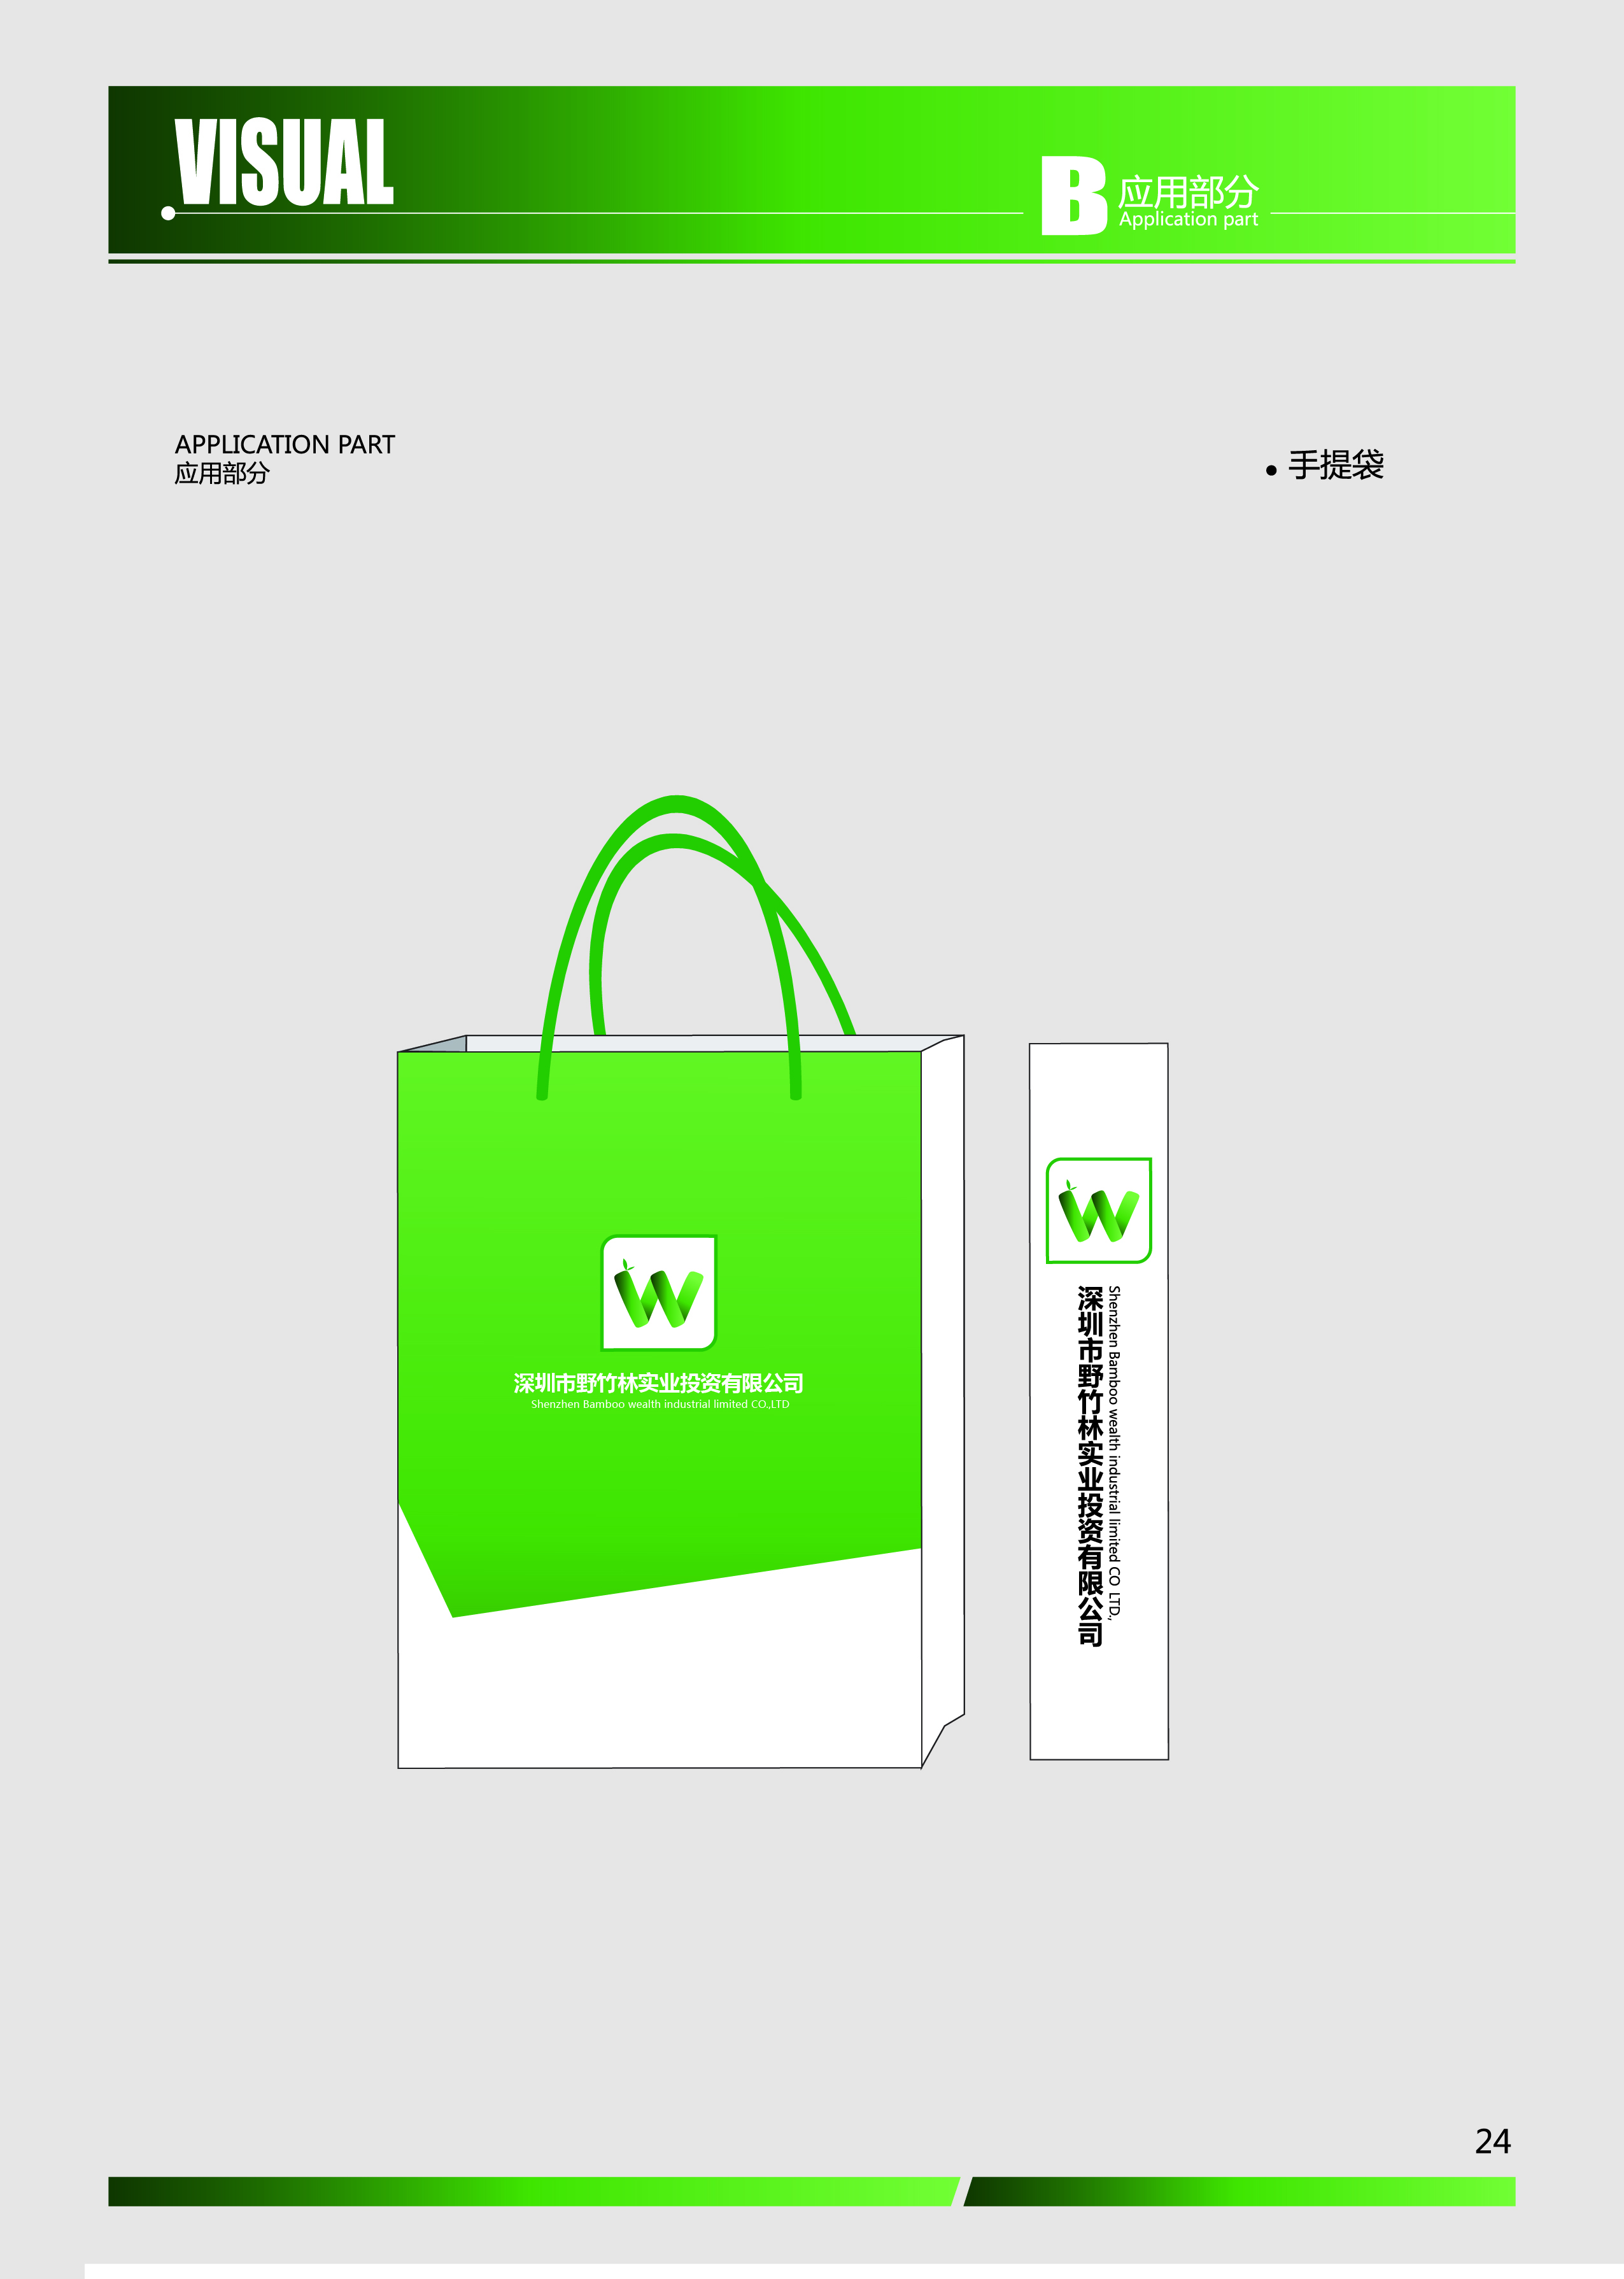 VISUAL
B 应用部分
Application part
APPLICATION PART
应用部分
• 手提袋
W
深圳市野竹林实业投资有限公司
Shenzhen Bamboo wealth industrial limited CO.,LTD
W
深圳市野竹林实业投资有限公司
Shenzhen Bamboo wealth industrial limited CO LTD.,
24